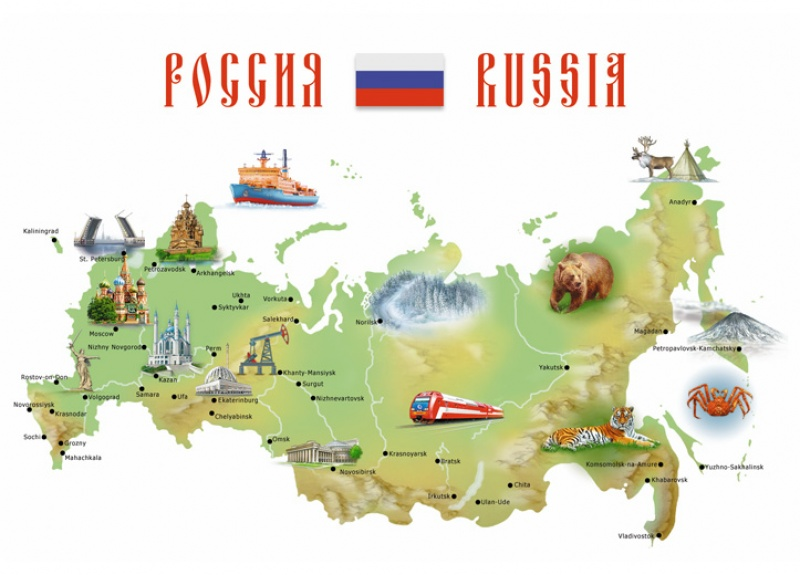 РОССИЯ RUSSIA
Anadyr
Kaliningrad
St. Petersburg
Petrozavodsk
Arkhangelsk
Ukhta
Vorkuta
Syktyvkar
Salekhard
Norilsk
Moscow
Magadan
Nizhny Novgorod
Perm
Petropavlovsk-Kamchatsky
Yakutsk
Khanty-Mansiysk
Rostov-on-Don
Kazan
Surgut
Samara
Ufa
Volgograd
Nizhnevartovsk
Ekaterinburg
Novorossiysk
Krasnodar
Chelyabinsk
Sochi
Grozny
Omsk
Makhachkala
Krasnoyarsk
Bratsk
Komsomolsk-na-Amure
Yuzhno-Sakhalinsk
Novosibirsk
Khabarovsk
Chita
Irkutsk
Ulan-Ude
Vladivostok